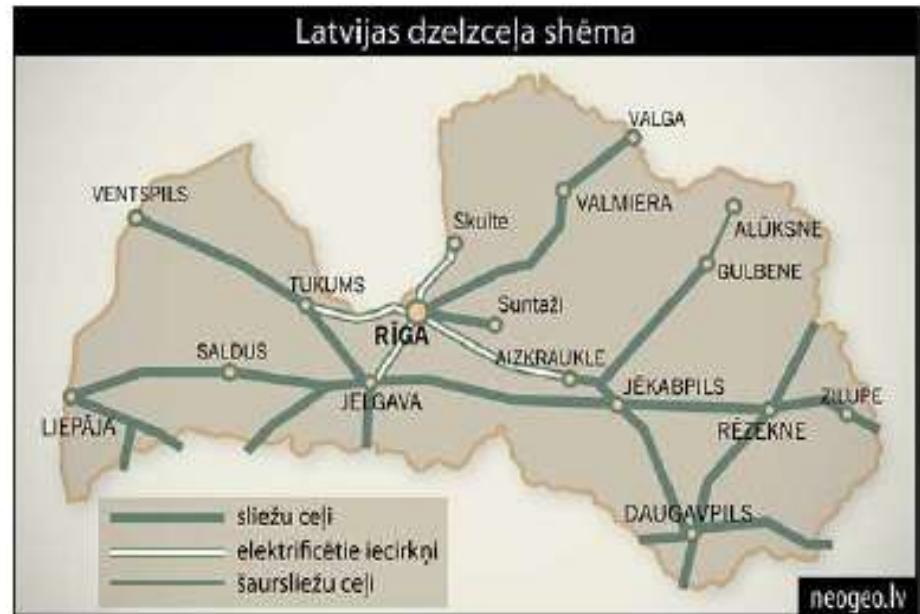 Latvijas dzelzceļa shēma
VALGA
VENTSPILS
VALMIERA
Skulte
ALŪKSNE
GULBENE
TUKUMS
Suntaži
RĪGA
SALDUS
AIZKRAUKLE
JELGAVA
JĒKABPILS
ZILUPE
LIEPĀJA
RĒZEKNE
DAUGAVPILS
sliežu ceļi
elektrificētie iecirkņi
šaursliežu ceļi
neogeo.lv